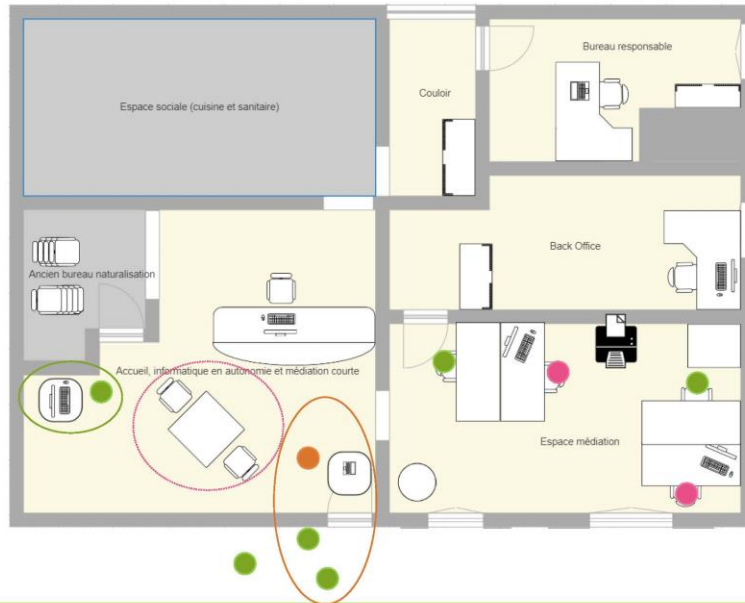 Bureau responsable
Couloir
Espace sociale (cuisine et sanitaire)
Back Office
Ancien bureau naturalisation
Accueil, informatique en autonomie et médiation courte
Espace médiation